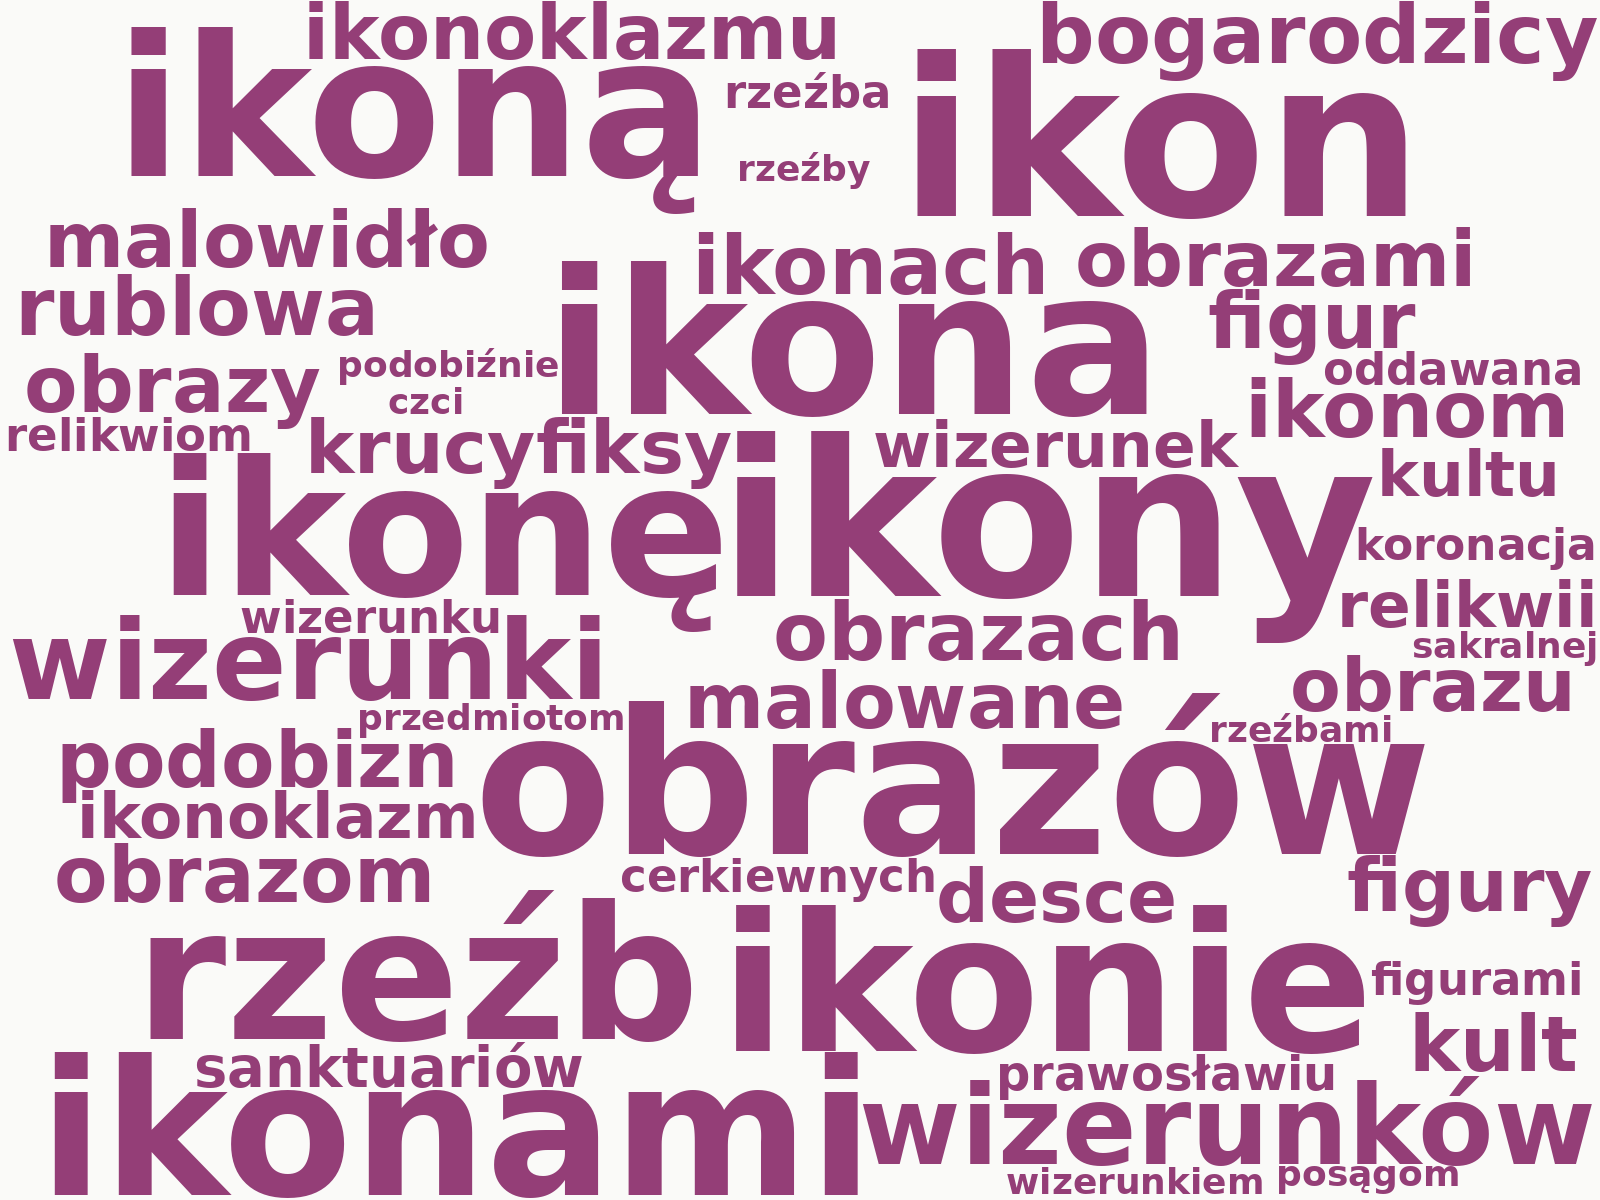 ikonoklazmu
bogarodzicy
ikoną
rzeźba
ikon
rzeźby
malowidło
ikonach
obrazami
rublowa
ikona
figur
obrazy
podobiźnie
oddawana
czci
ikonom
relikwiom
krucyfiksy
wizerunek
kultu
ikonę
ikony
koronacja
relikwii
wizerunku
obrazach
sakralnej
wizerunki
malowane
obrazu
przedmiotom
rzeźbami
podobizn
obrazów
ikonoklazm
obrazom
cerkiewnych
desce
figury
rzeźb
ikonie
figurami
kult
sanktuariów
prawosławiu
ikonami
wizerunków
wizerunkiem
posągom